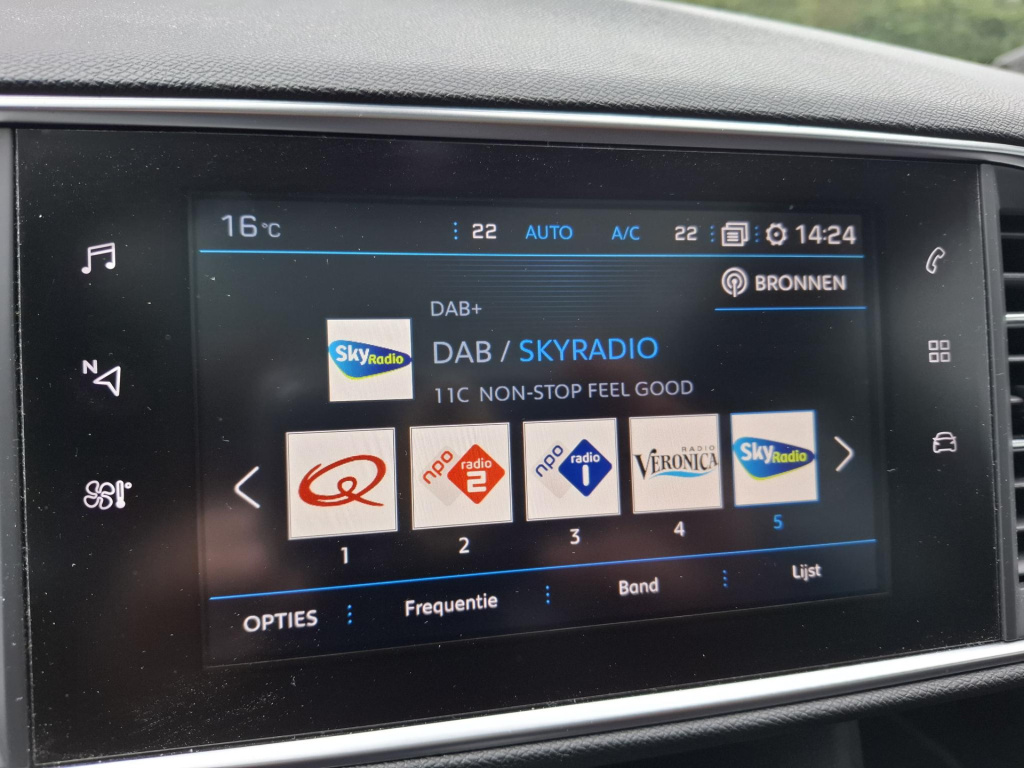 16°C 22 AUTO A/C 22 14:24
BRONNEN
DAB+
Sky Radio DAB / SKYRADIO
11C NON-STOP FEEL GOOD
N
Q npo radio 2 npo radio 1 RADIO VERONICA Sky Radio
1 2 3 4 5
OPTIES Frequentie Band Lijst